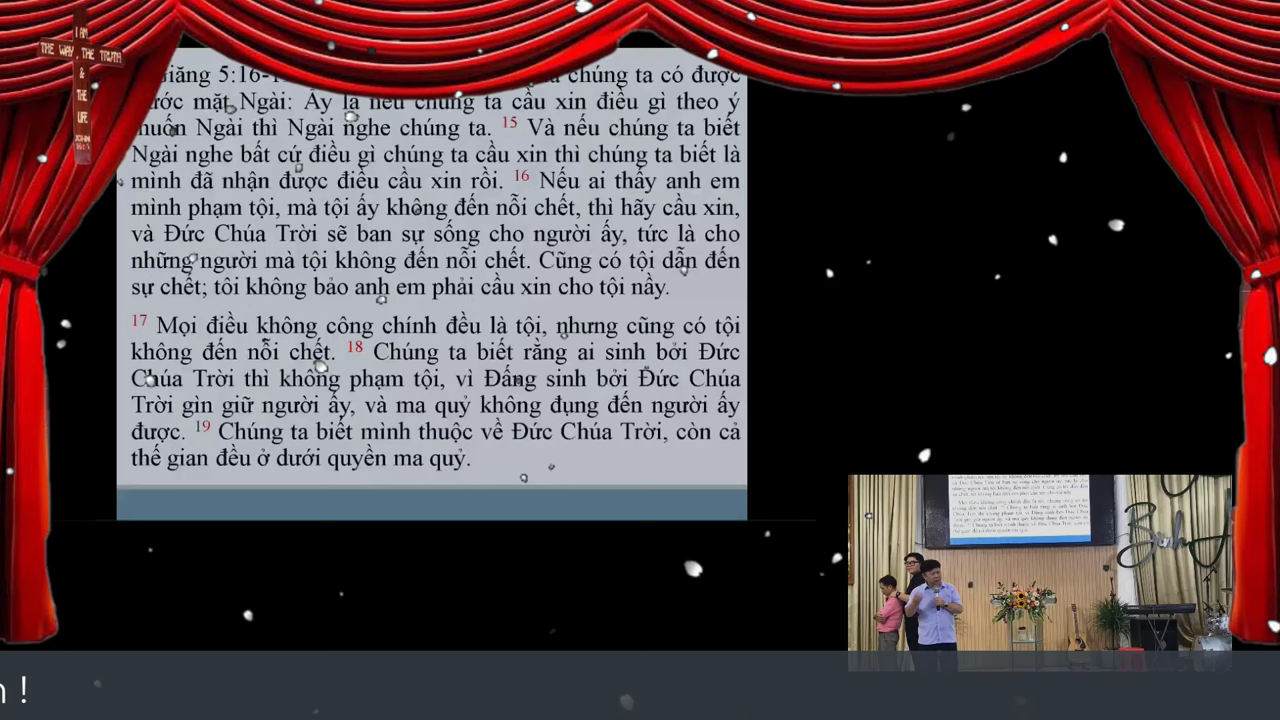 I AM
THE WAY, THE TRUTH
&
THE
LIFE
iăng 5:16-1 chúng ta có được
ước mặt Ngài: Ấy là nếu chúng ta cầu xin điều gì theo ý
muốn Ngài thì Ngài nghe chúng ta. 15 Và nếu chúng ta biết
Ngài nghe bất cứ điều gì chúng ta cầu xin thì chúng ta biết là
mình đã nhận được điều cầu xin rồi. 16 Nếu ai thấy anh em
mình phạm tội, mà tội ấy không đến nỗi chết, thì hãy cầu xin,
và Đức Chúa Trời sẽ ban sự sống cho người ấy, tức là cho
những người mà tội không đến nỗi chết. Cũng có tội dẫn đến
sự chết; tôi không bảo anh em phải cầu xin cho tội nầy.
17 Mọi điều không công chính đều là tội, nhưng cũng có tội
không đến nỗi chết. 18 Chúng ta biết rằng ai sinh bởi Đức
Chúa Trời thì không phạm tội, vì Đấng sinh bởi Đức Chúa
Trời gìn giữ người ấy, và ma quỷ không đụng đến người ấy
được. 19 Chúng ta biết mình thuộc về Đức Chúa Trời, còn cả
thế gian đều ở dưới quyền ma quỷ.
Bình
n !